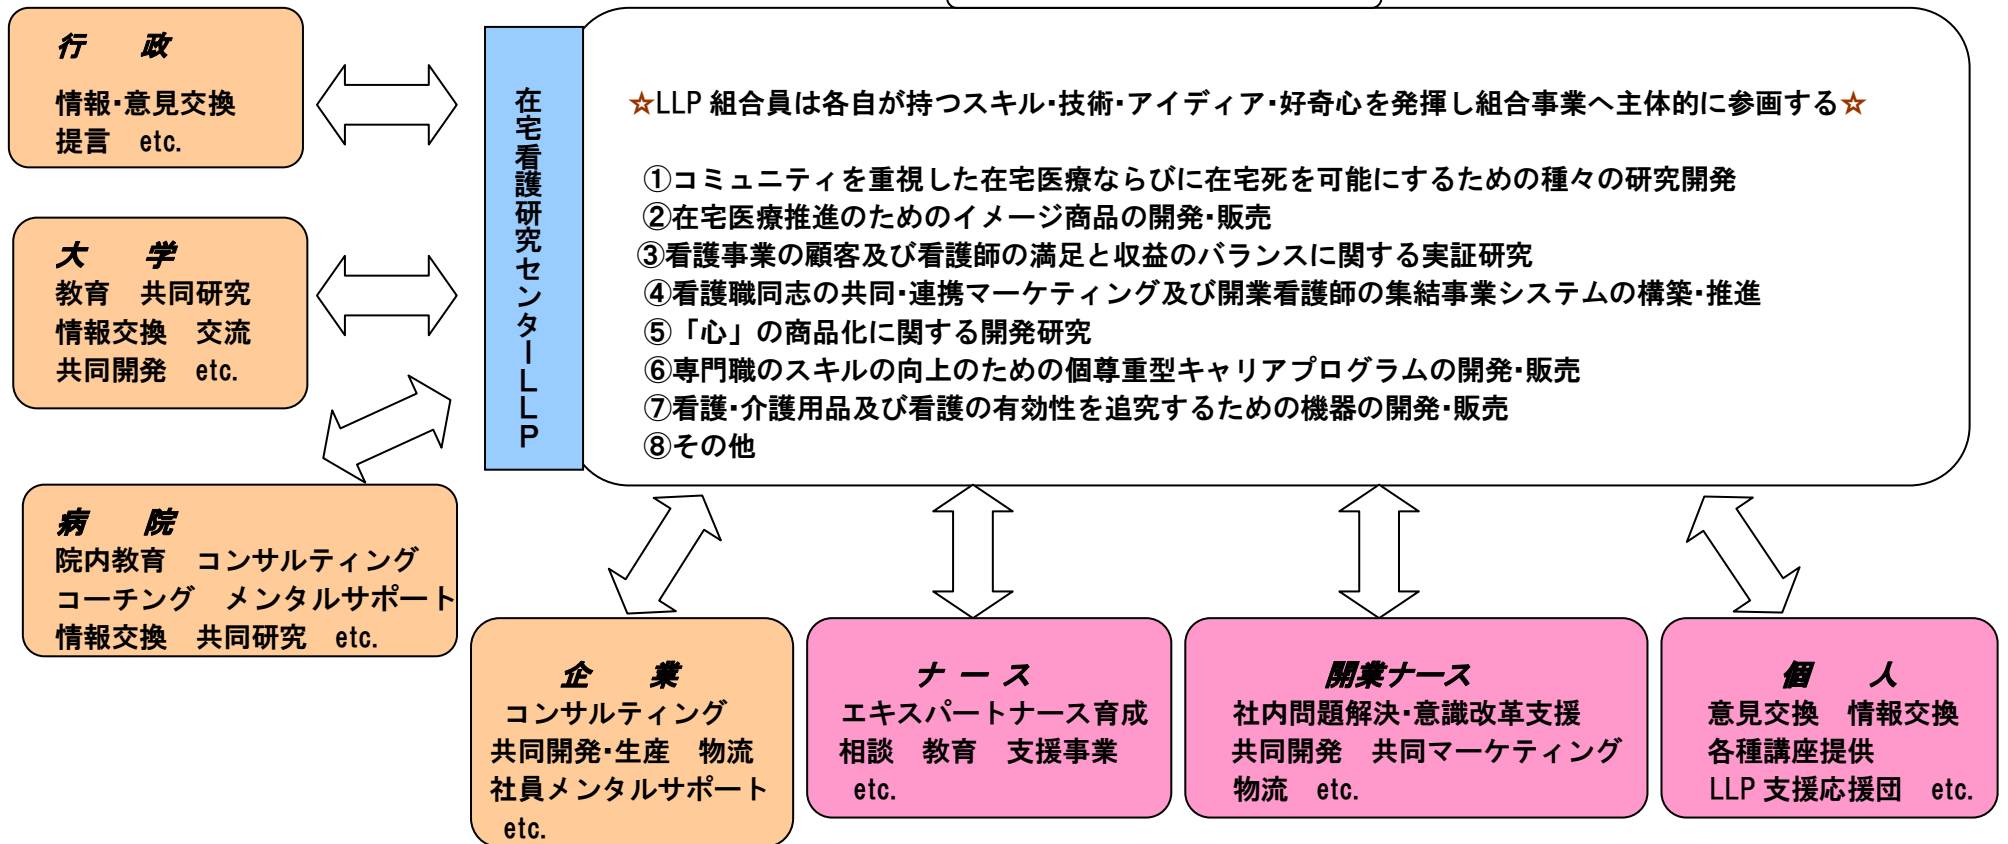 行　政
情報・意見交換
提言　etc.
大　学
教育　共同研究
情報交換　交流
共同開発　etc.
病　院
院内教育　コンサルティング
コーチング　メンタルサポート
情報交換　共同研究　etc.
在宅看護研究センターLLP
☆LLP 組合員は各自が持つスキル・技術・アイディア・好奇心を発揮し組合事業へ主体的に参画する☆
①コミュニティを重視した在宅医療ならびに在宅死を可能にするための種々の研究開発
②在宅医療推進のためのイメージ商品の開発・販売
③看護事業の顧客及び看護師の満足と収益のバランスに関する実証研究
④看護職同志の共同・連携マーケティング及び開業看護師の集結事業システムの構築・推進
⑤「心」の商品化に関する開発研究
⑥専門職のスキルの向上のための個尊重型キャリアプログラムの開発・販売
⑦看護・介護用品及び看護の有効性を追究するための機器の開発・販売
⑧その他
企　業
コンサルティング
共同開発・生産　物流
社員メンタルサポート
etc.
ナ ー ス
エキスパートナース育成
相談　教育　支援事業
etc.
開業ナース
社内問題解決・意識改革支援
共同開発　共同マーケティング
物流　etc.
個　人
意見交換　情報交換
各種講座提供
LLP 支援応援団　etc.